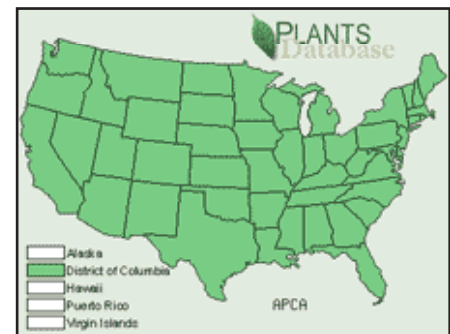 PLANTS
Database
Alaska
District of Columbia
Hawaii
Puerto Rico
Virgin Islands
APCA